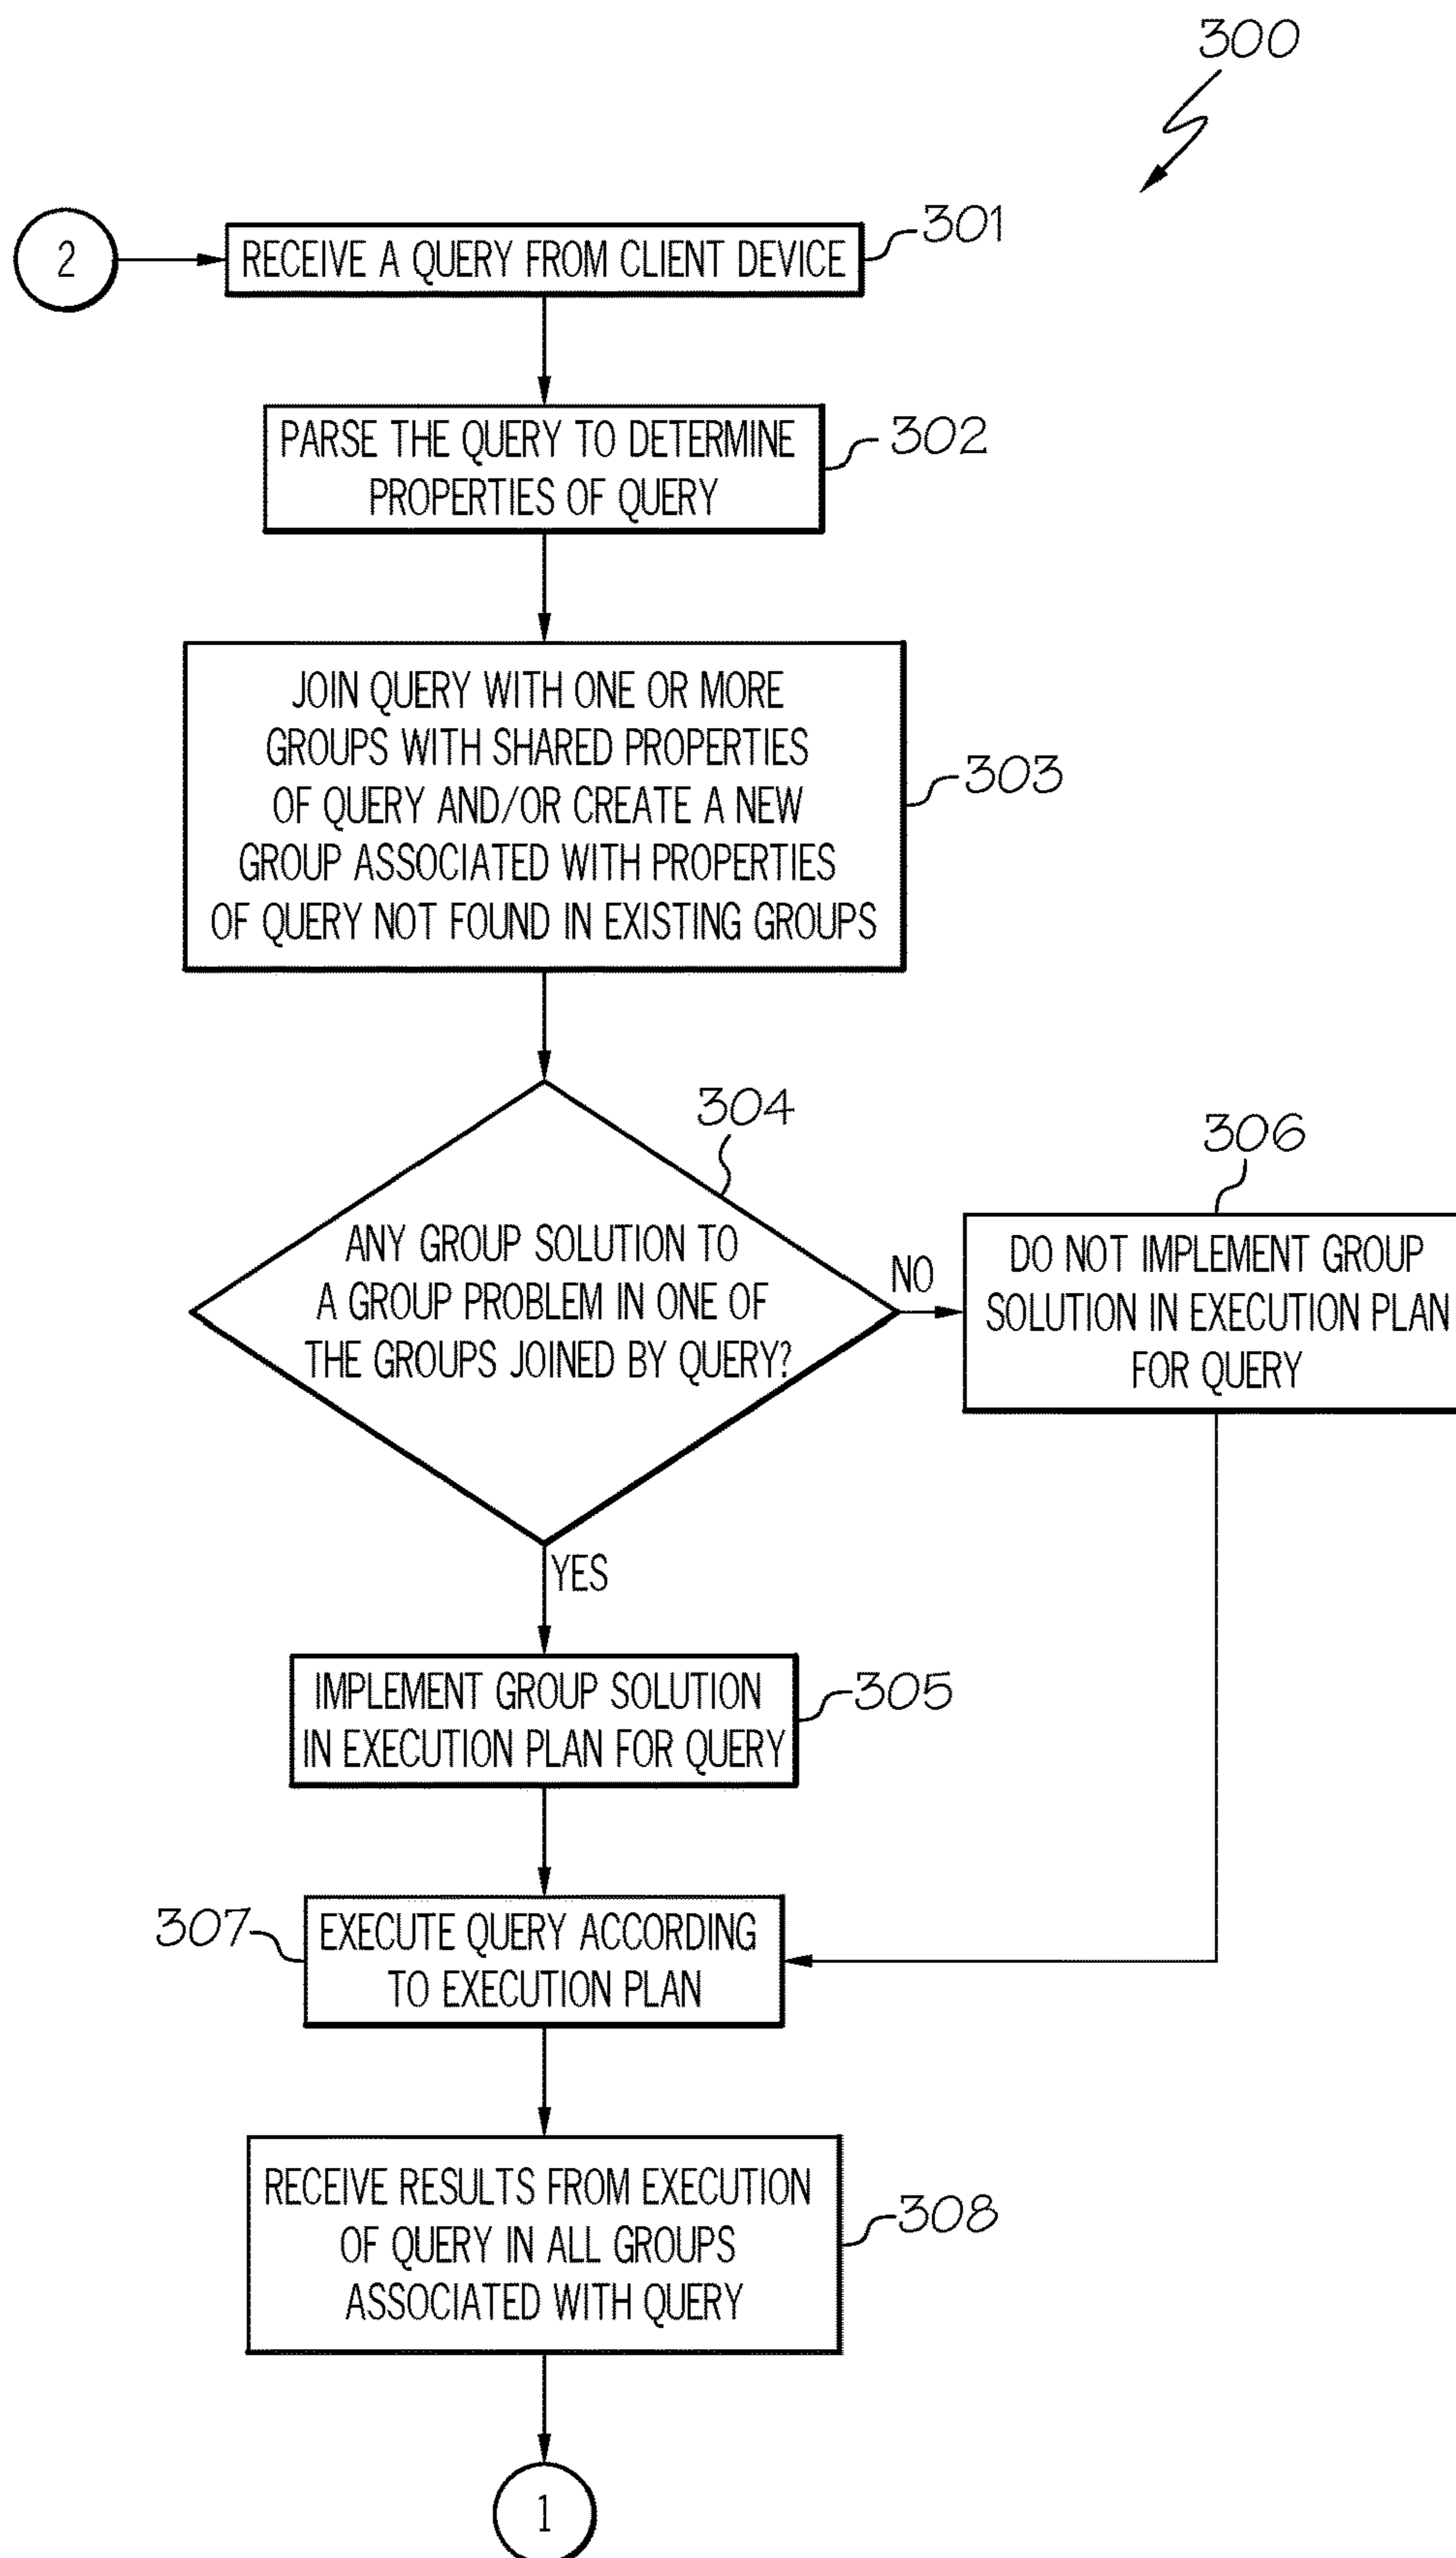 300
2
RECEIVE A QUERY FROM CLIENT DEVICE
301
PARSE THE QUERY TO DETERMINE
PROPERTIES OF QUERY
302
JOIN QUERY WITH ONE OR MORE
GROUPS WITH SHARED PROPERTIES
OF QUERY AND/OR CREATE A NEW
GROUP ASSOCIATED WITH PROPERTIES
OF QUERY NOT FOUND IN EXISTING GROUPS
303
304
ANY GROUP SOLUTION TO
A GROUP PROBLEM IN ONE OF
THE GROUPS JOINED BY QUERY?
NO
306
DO NOT IMPLEMENT GROUP
SOLUTION IN EXECUTION PLAN
FOR QUERY
YES
IMPLEMENT GROUP SOLUTION
IN EXECUTION PLAN FOR QUERY
305
307
EXECUTE QUERY ACCORDING
TO EXECUTION PLAN
RECEIVE RESULTS FROM EXECUTION
OF QUERY IN ALL GROUPS
ASSOCIATED WITH QUERY
308
1